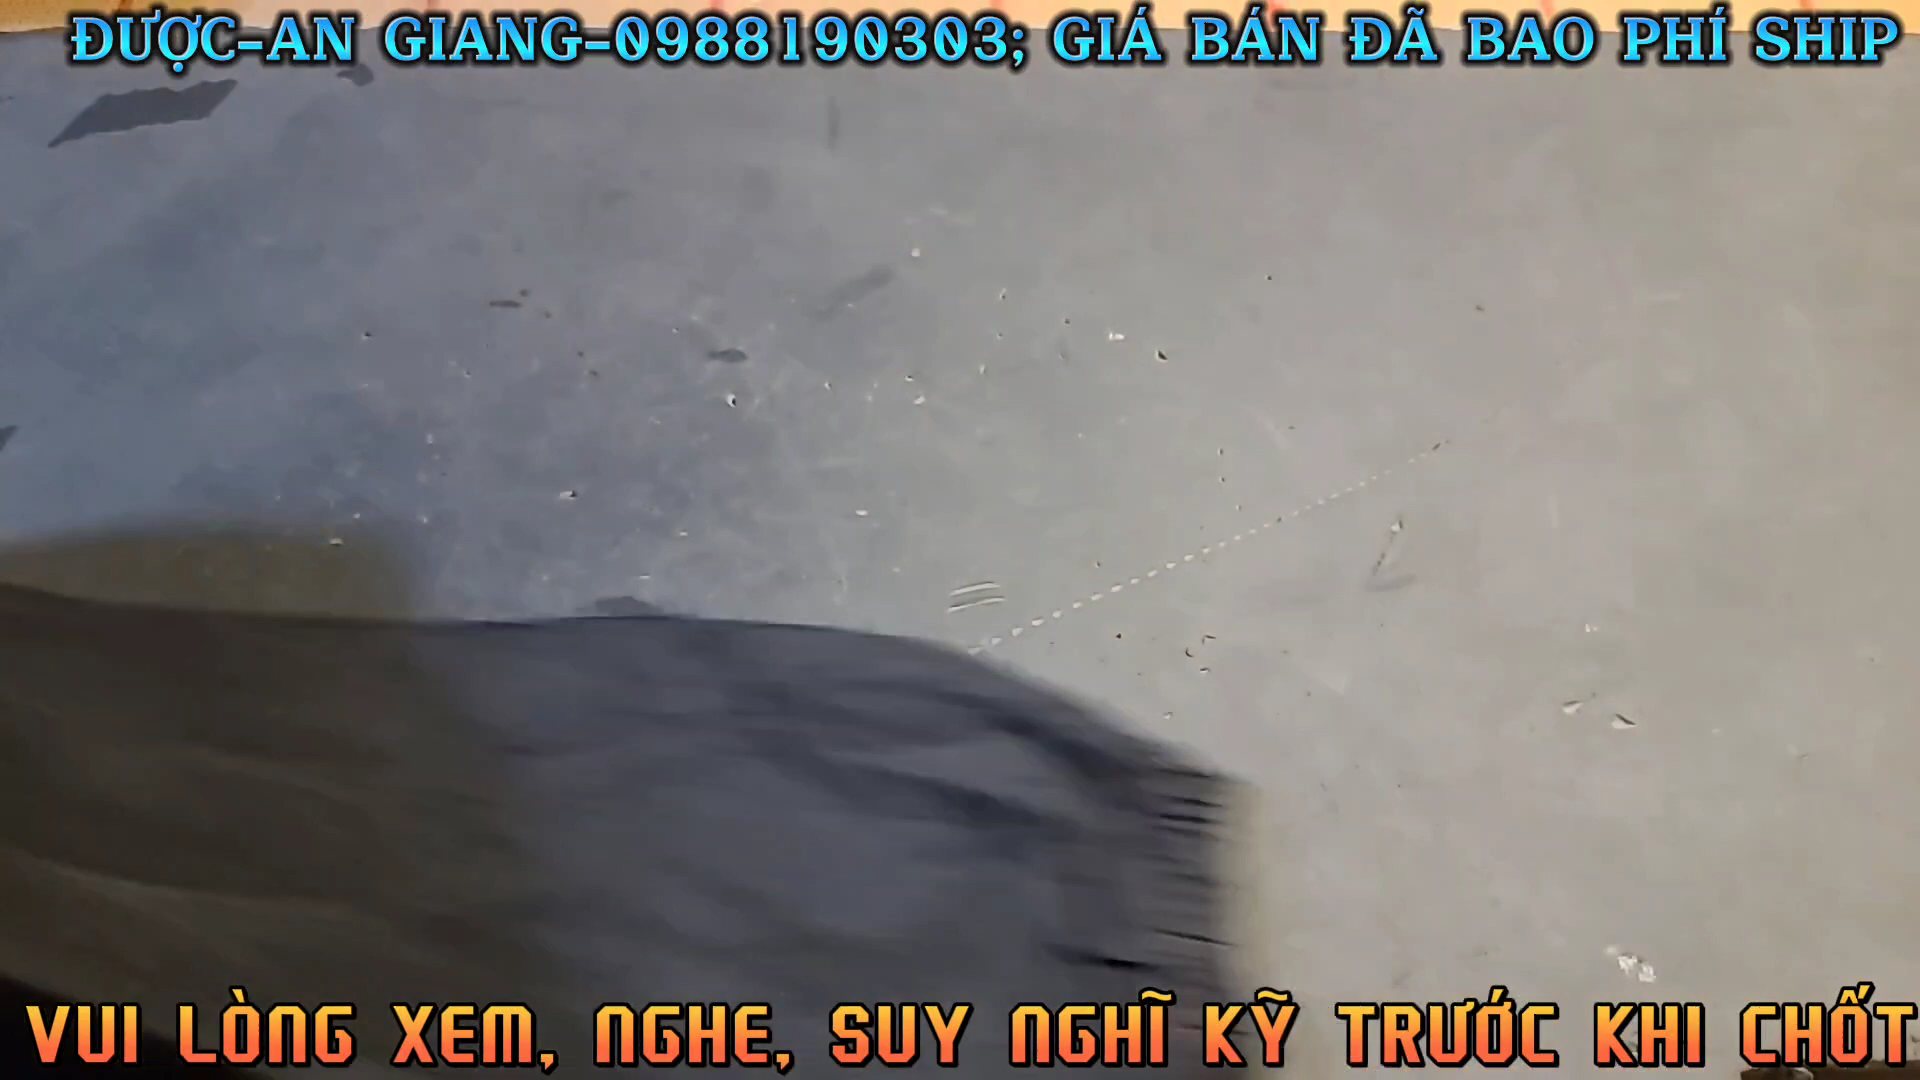 ĐƯỢC-AN GIANG-0988190303; GIÁ BÁN ĐÃ BAO PHÍ SHIP
VUI LÒNG XEM, NGHE, SUY NGHĨ KỸ TRƯỚC KHI CHỐT